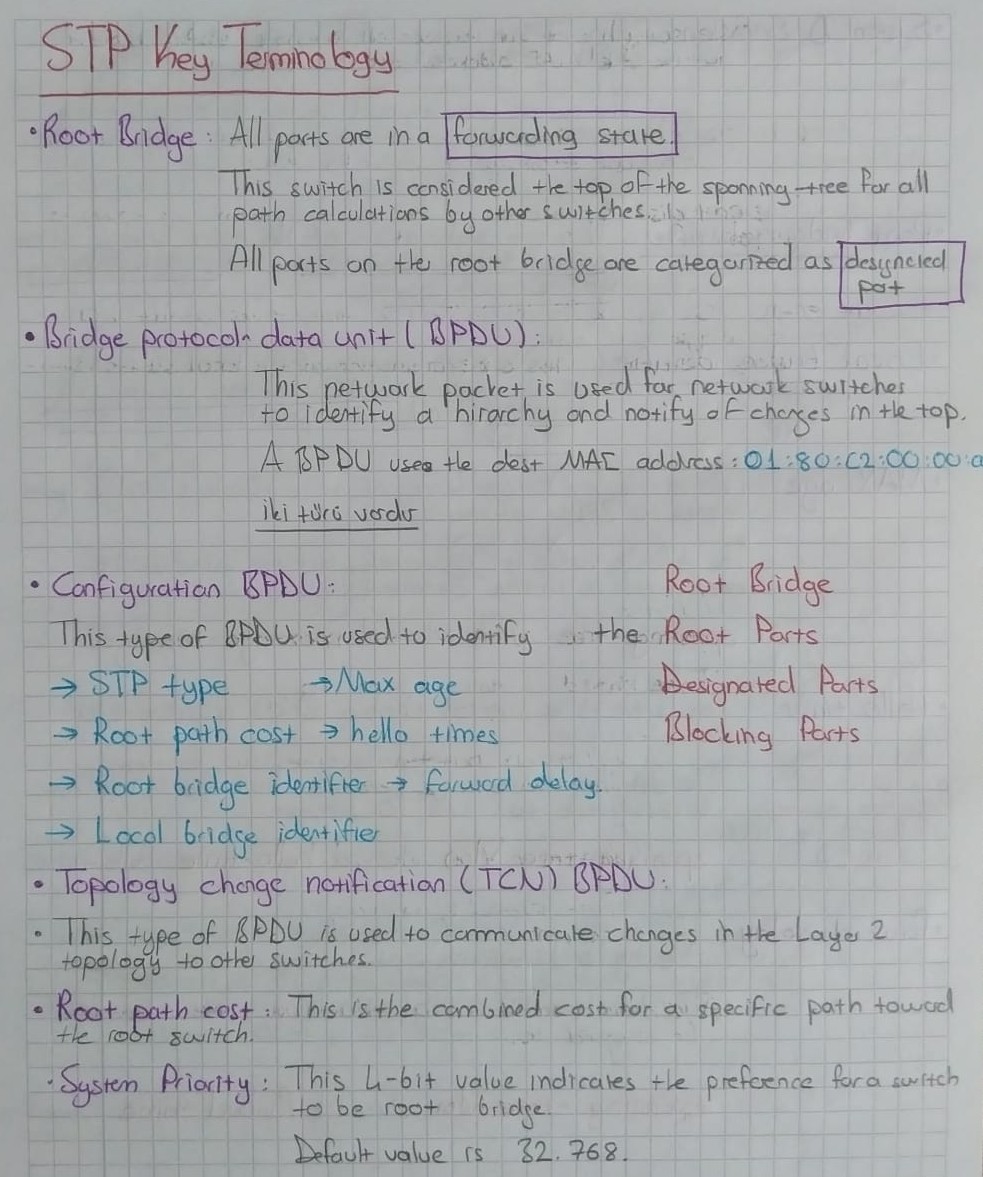 STP Key Terminology
• Root Bridge : All ports are in a forwarding state.
This switch is considered the top of the spanning-tree for all
path calculations by other switches.
All ports on the root bridge are categorized as designeled
port
• Bridge protocol data unit (BPDU) :
This network packet is used for network switches
to identify a hirarchy and notify of changes in the top.
A BPDU uses the dest MAC address : 01:80:C2:00:00:
iki türü vardır
• Configuration BPDU : Root Bridge
This type of BPDU is used to identify the Root Ports
→ STP type → Max age Designated Ports
→ Root path cost → hello times Blocking Ports
→ Root bridge identifier → forward delay.
→ Local bridge identifier
• Topology change notification (TCN) BPDU :
• This type of BPDU is used to communicate changes in the Layer 2
topology to other switches.
• Root path cost : This is the combined cost for a specific path toward
the root switch.
• System Priority : This 4-bit value indicates the preference for a switch
to be root bridge.
Default value is 32.768.